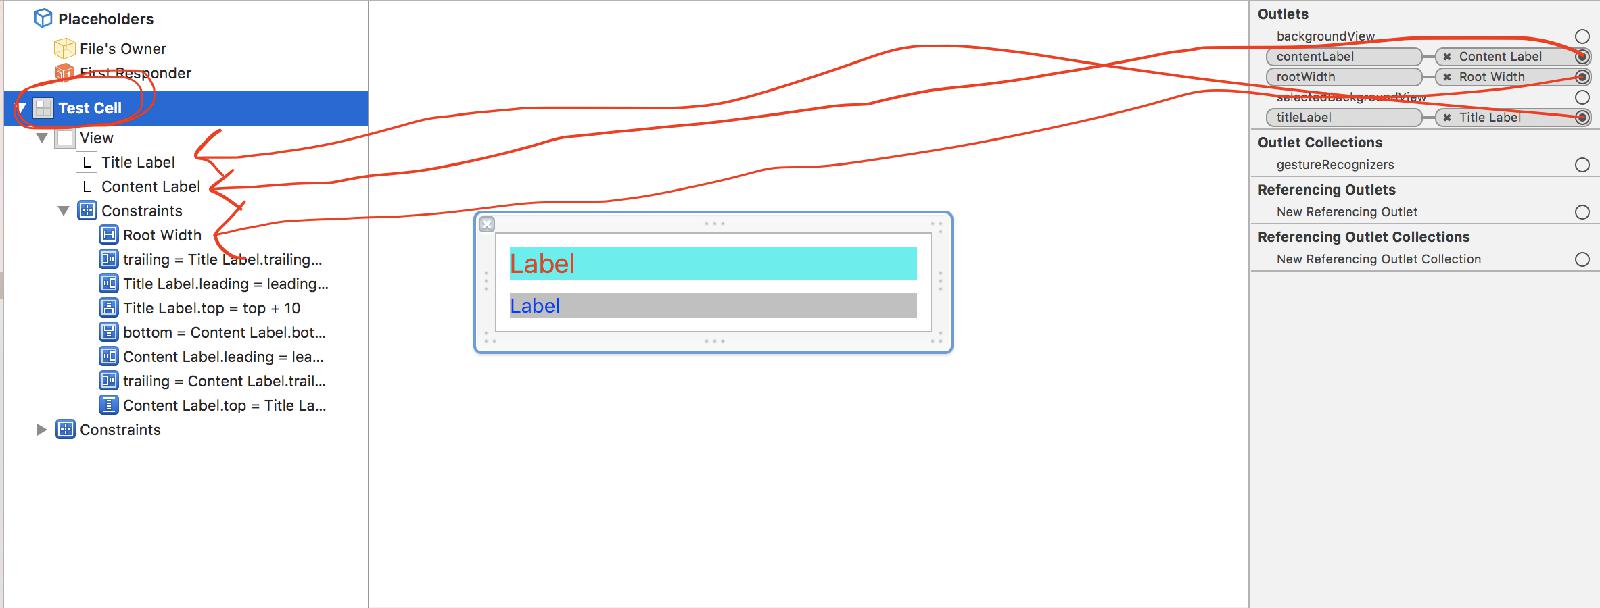 Placeholders
File's Owner
First Responder
Test Cell
View
Title Label
Content Label
Constraints
Root Width
trailing = Title Label.trailing...
Title Label.leading = leading...
Title Label.top = top + 10
bottom = Content Label.bot...
Content Label.leading = lea...
trailing = Content Label.trail...
Content Label.top = Title La...
Constraints
Label
Label
Outlets
backgroundView
contentLabel Content Label
rootWidth Root Width
selectedBackgroundView
titleLabel Title Label
Outlet Collections
gestureRecognizers
Referencing Outlets
New Referencing Outlet
Referencing Outlet Collections
New Referencing Outlet Collection